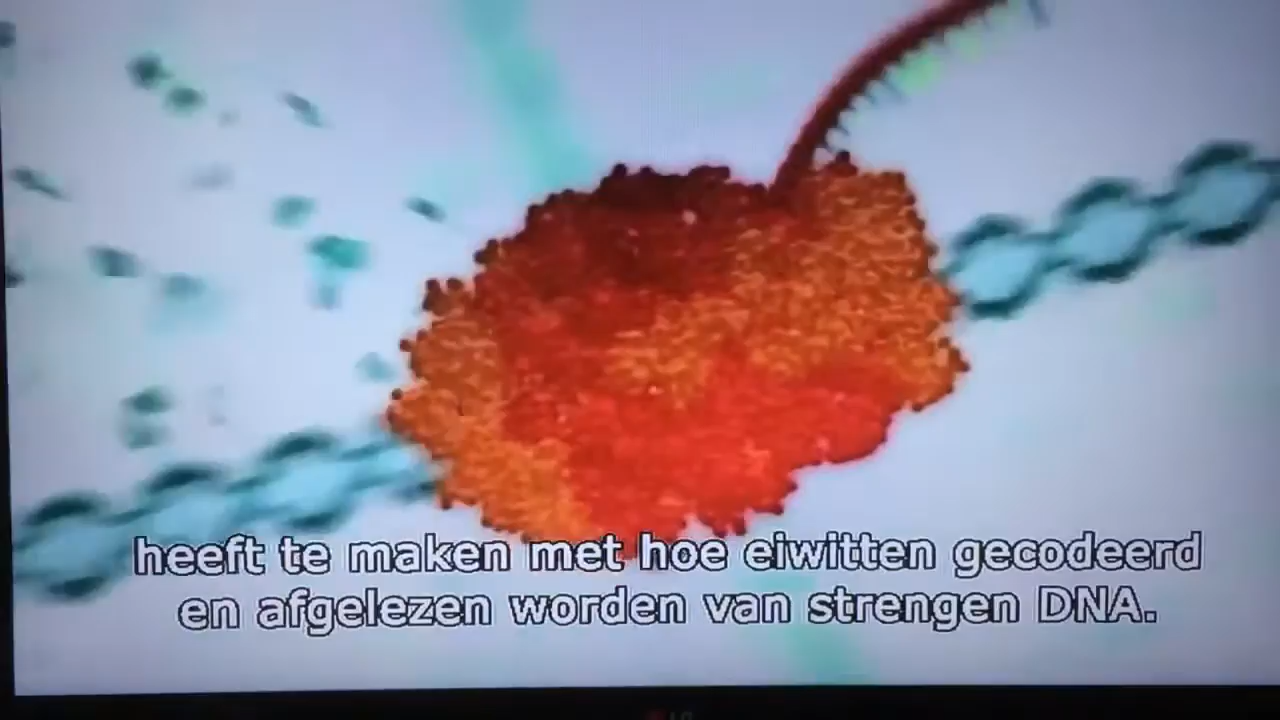 heeft te maken met hoe eiwitten gecodeerd
en afgelezen worden van strengen DNA.